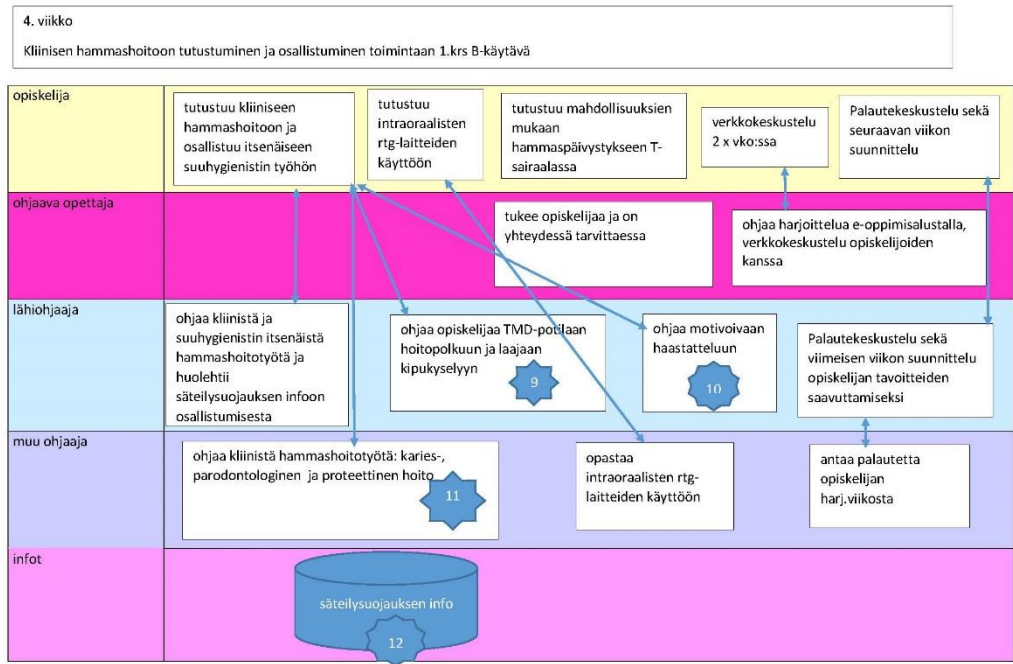 4. viikko
Kliinisen hammashoitoon tutustuminen ja osallistuminen toimintaan 1.krs B-käytävä
opiskelija
tutustuu kliiniseen
hammashoitoon ja
osallistuu itsenäiseen
suuhygienistin työhön
tutustuu
intraoraalisten
rtg-laitteiden
käyttöön
tutustuu mahdollisuuksien
mukaan
hammaspäivystykseen T-
sairaalassa
verkkokeskustelu
2 x vko:ssa
Palautekeskustelu sekä
seuraavan viikon
suunnittelu
ohjaava opettaja
tukee opiskelijaa ja on
yhteydessä tarvittaessa
ohjaa harjoittelua e-oppimisalustalla,
verkkokeskustelu opiskelijoiden
kanssa
lähiohjaaja
ohjaa kliinistä ja
suuhygienistin itsenäistä
hammashoitotyötä ja
huolehtii
säteilysuojauksen infoon
osallistumisesta
ohjaa opiskelijaa TMD-potilaan
hoitopolkuun ja laajaan
kipukyselyyn
9
ohjaa motivoivaan
haastatteluun
10
Palautekeskustelu sekä
viimeisen viikon suunnittelu
opiskelijan tavoitteiden
saavuttamiseksi
muu ohjaaja
ohjaa kliinistä hammashoitotyötä: karies-,
parodontologinen ja proteettinen hoito
11
opastaa
intraoraalisten rtg-
laitteiden käyttöön
antaa palautetta
opiskelijan
harj.viikosta
infot
säteilysuojauksen info
12